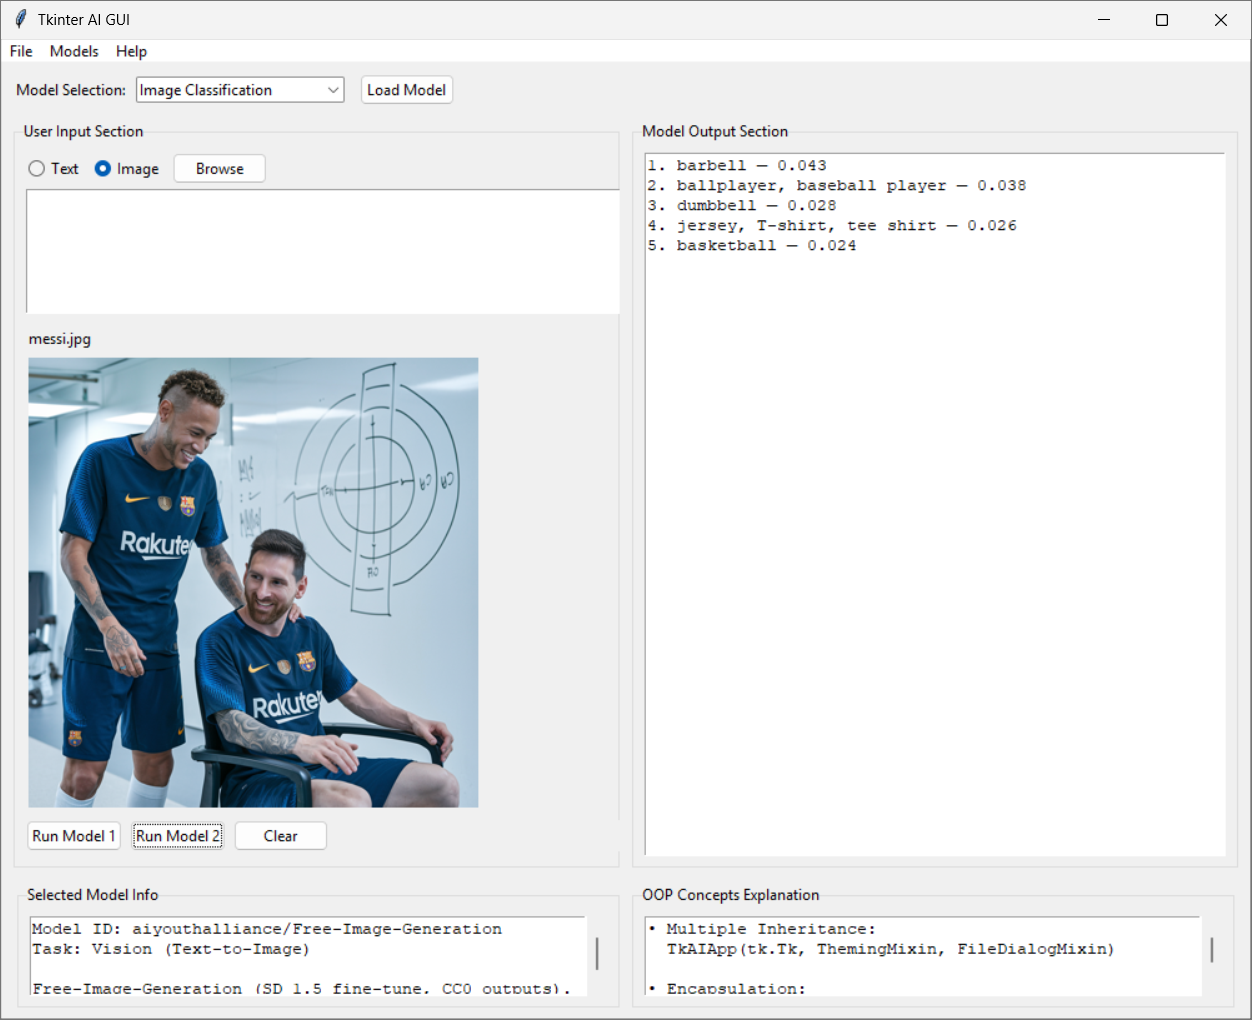 Tkinter AI GUI
File Models Help
Model Selection: Image Classification Load Model
User Input Section
Text Image Browse
messi.jpg
Rakuten
Rakuten
Run Model 1 Run Model 2 Clear
Model Output Section
1. barbell — 0.043
2. ballplayer, baseball player — 0.038
3. dumbbell — 0.028
4. jersey, T-shirt, tee shirt — 0.026
5. basketball — 0.024
Selected Model Info
Model ID: aiyouthalliance/Free-Image-Generation
Task: Vision (Text-to-Image)
Free-Image-Generation (SD 1.5 fine-tune, CC0 outputs).
OOP Concepts Explanation
• Multiple Inheritance:
TkAIApp(tk.Tk, ThemingMixin, FileDialogMixin)
• Encapsulation: